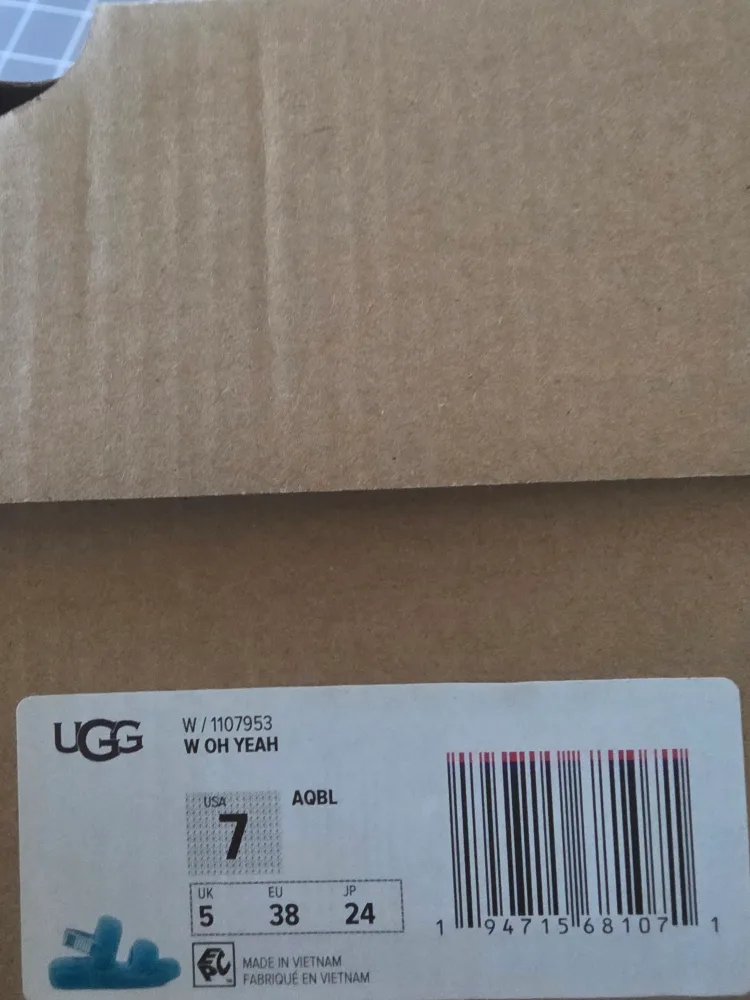 UGG
W / 1107953
W OH YEAH
USA
7
AQBL
UK EU JP
5 38 24
MADE IN VIETNAM
FABRIQUÉ EN VIETNAM
1 94715 68107 1